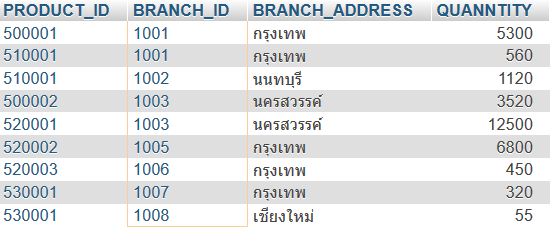 PRODUCT_ID BRANCH_ID BRANCH_ADDRESS QUANNTITY
500001 1001 กรุงเทพ 5300
510001 1001 กรุงเทพ 560
510001 1002 นนทบุรี 1120
500002 1003 นครสวรรค์ 3520
520001 1003 นครสวรรค์ 12500
520002 1005 กรุงเทพ 6800
520003 1006 กรุงเทพ 450
530001 1007 กรุงเทพ 320
530001 1008 เชียงใหม่ 55